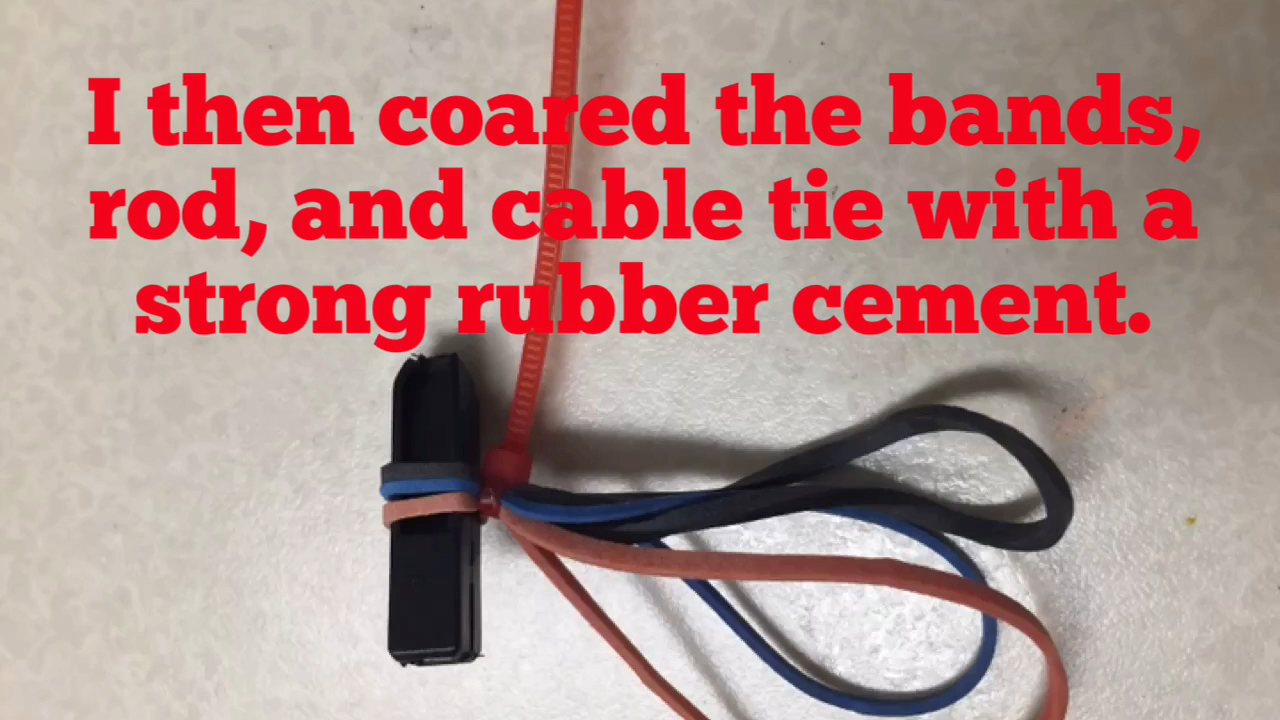 I then coared the bands,
rod, and cable tie with a
strong rubber cement.